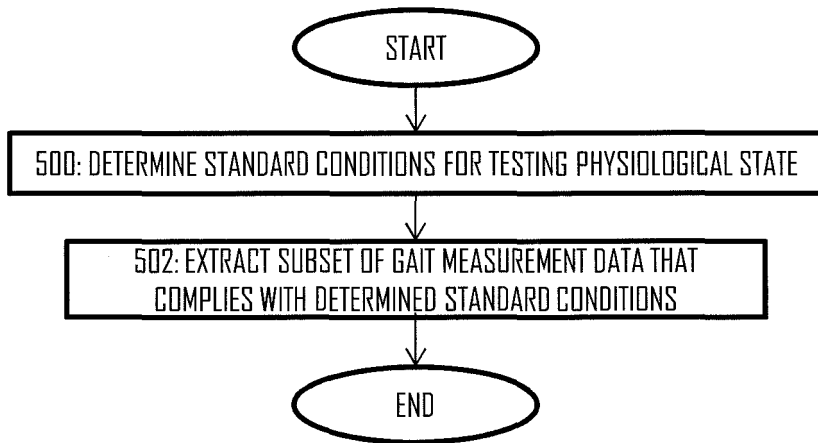 START
500: DETERMINE STANDARD CONDITIONS FOR TESTING PHYSIOLOGICAL STATE
502: EXTRACT SUBSET OF GAIT MEASUREMENT DATA THAT
COMPLIES WITH DETERMINED STANDARD CONDITIONS
END